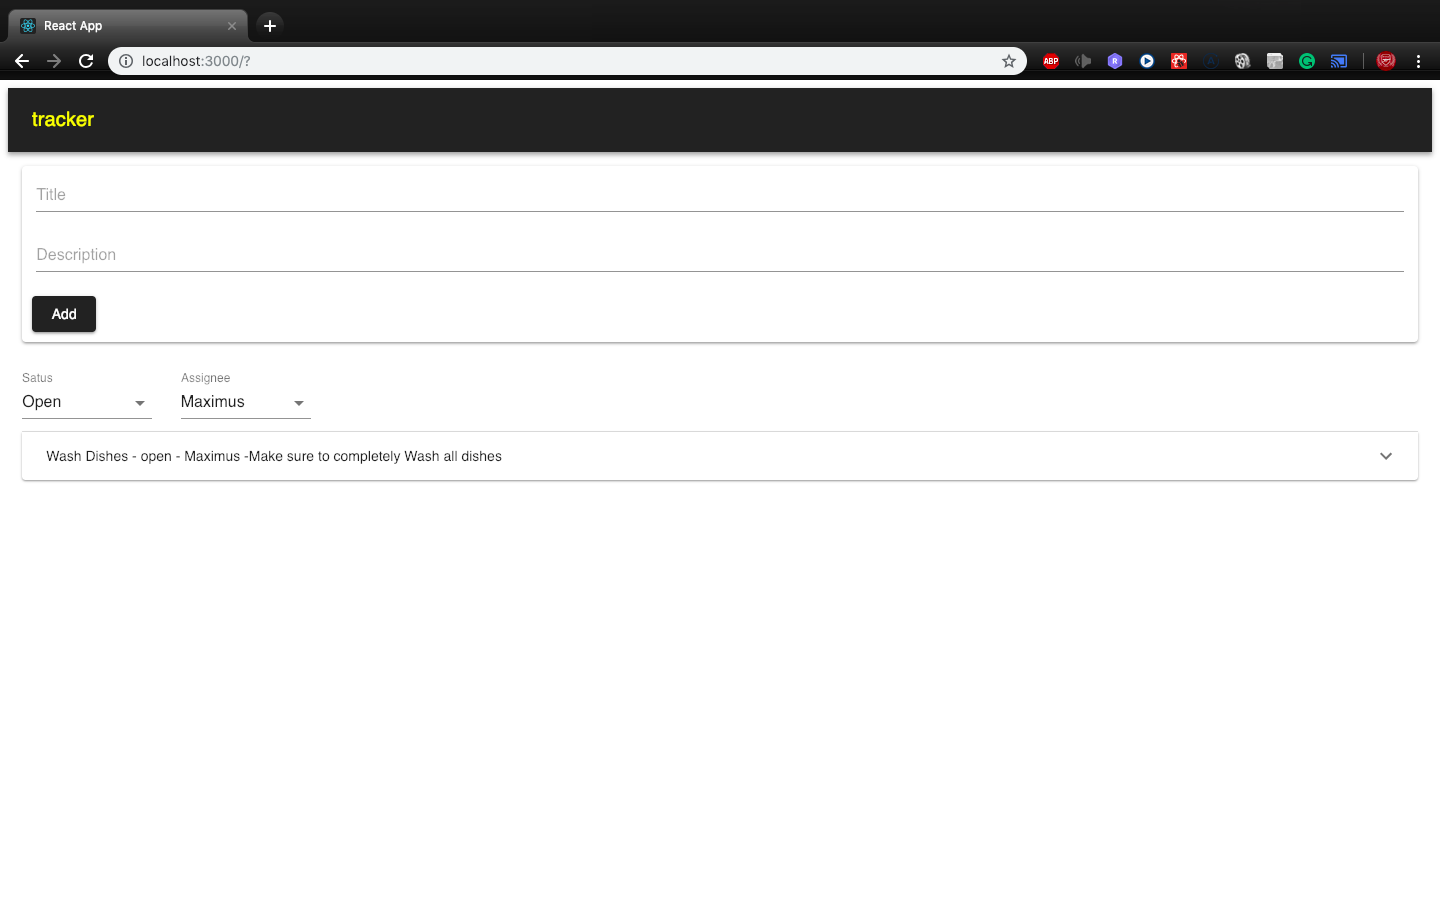 React App
localhost:3000/?
ABP
R
tracker
Title
Description
Add
Satus Assignee
Open Maximus
Wash Dishes - open - Maximus -Make sure to completely Wash all dishes